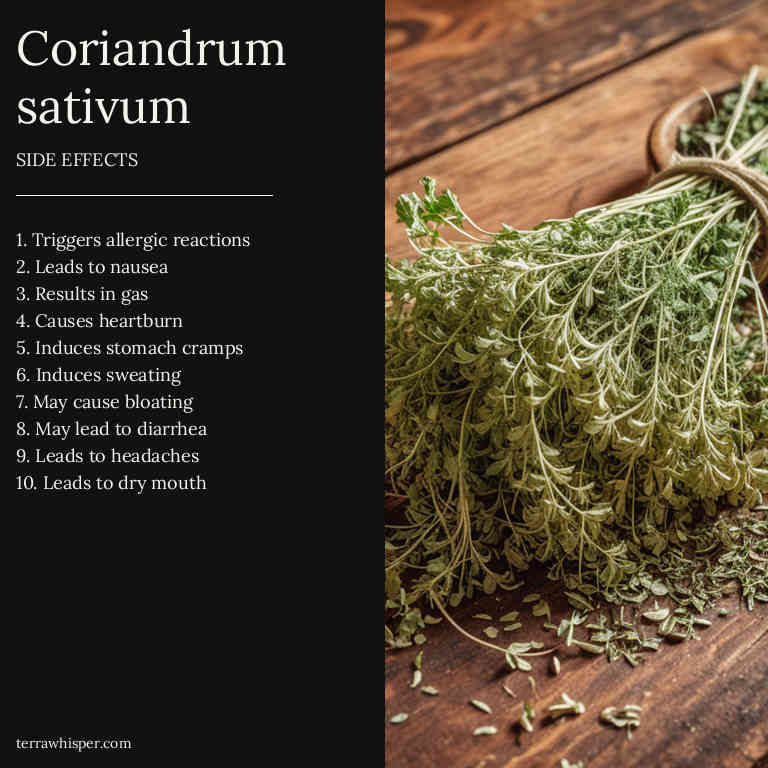 Coriandrum
sativum
SIDE EFFECTS
1. Triggers allergic reactions
2. Leads to nausea
3. Results in gas
4. Causes heartburn
5. Induces stomach cramps
6. Induces sweating
7. May cause bloating
8. May lead to diarrhea
9. Leads to headaches
10. Leads to dry mouth
terrawhisper.com